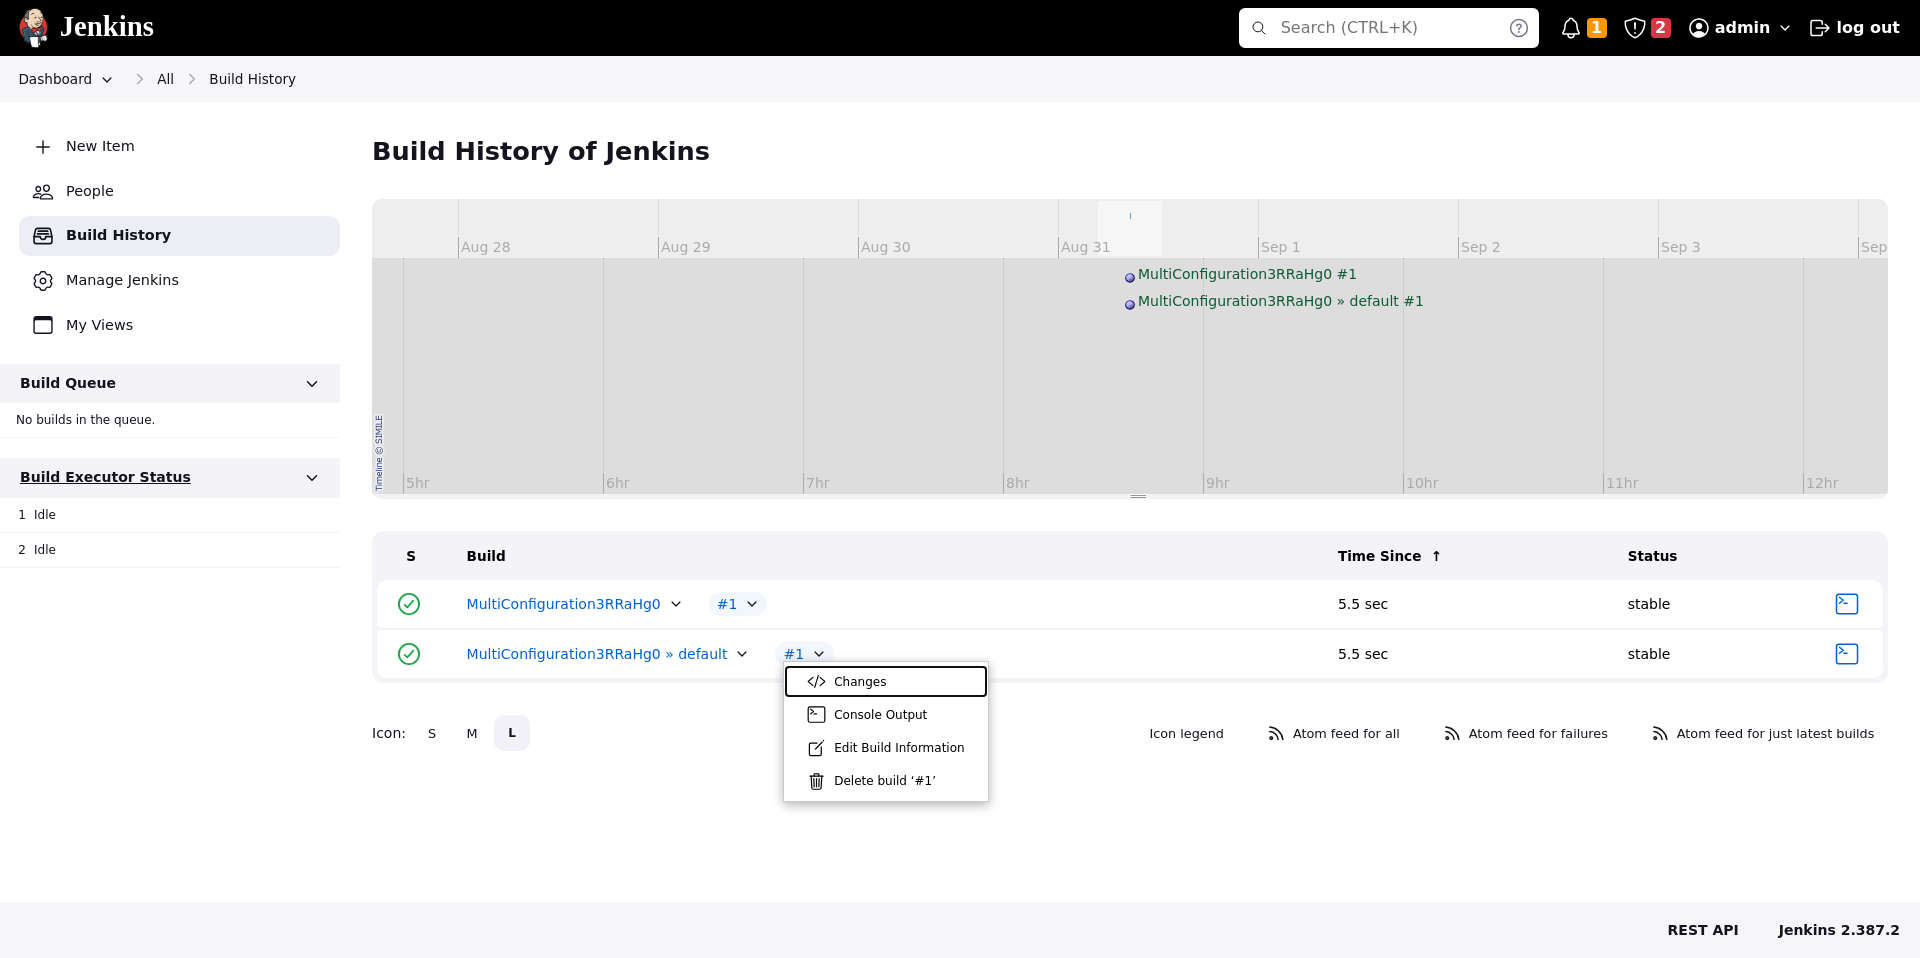 Jenkins
Search (CTRL+K)
1
2
admin
log out
Dashboard
All
Build History
New Item
People
Build History
Manage Jenkins
My Views
Build Queue
No builds in the queue.
Build Executor Status
1 Idle
2 Idle
Build History of Jenkins
Aug 28
Aug 29
Aug 30
Aug 31
Sep 1
Sep 2
Sep 3
Sep
MultiConfiguration3RRaHg0 #1
MultiConfiguration3RRaHg0 » default #1
Timeline © SIMILE
5hr
6hr
7hr
8hr
9hr
10hr
11hr
12hr
S Build Time Since ↑ Status
MultiConfiguration3RRaHg0 #1 5.5 sec stable
MultiConfiguration3RRaHg0 » default #1 5.5 sec stable
Changes
Console Output
Edit Build Information
Delete build ‘#1’
Icon: S M L
Icon legend
Atom feed for all
Atom feed for failures
Atom feed for just latest builds
REST API
Jenkins 2.387.2